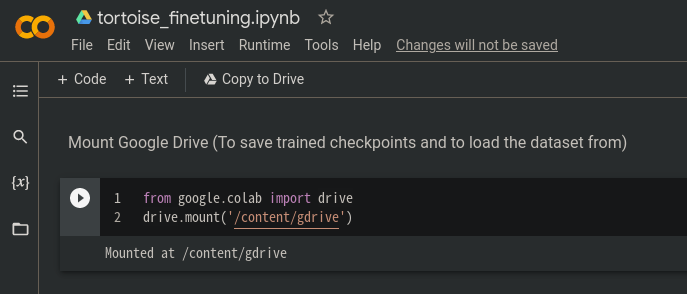 tortoise_finetuning.ipynb
File Edit View Insert Runtime Tools Help Changes will not be saved
+ Code + Text Copy to Drive
Mount Google Drive (To save trained checkpoints and to load the dataset from)
{x}
1 from google.colab import drive
2 drive.mount('/content/gdrive')
Mounted at /content/gdrive